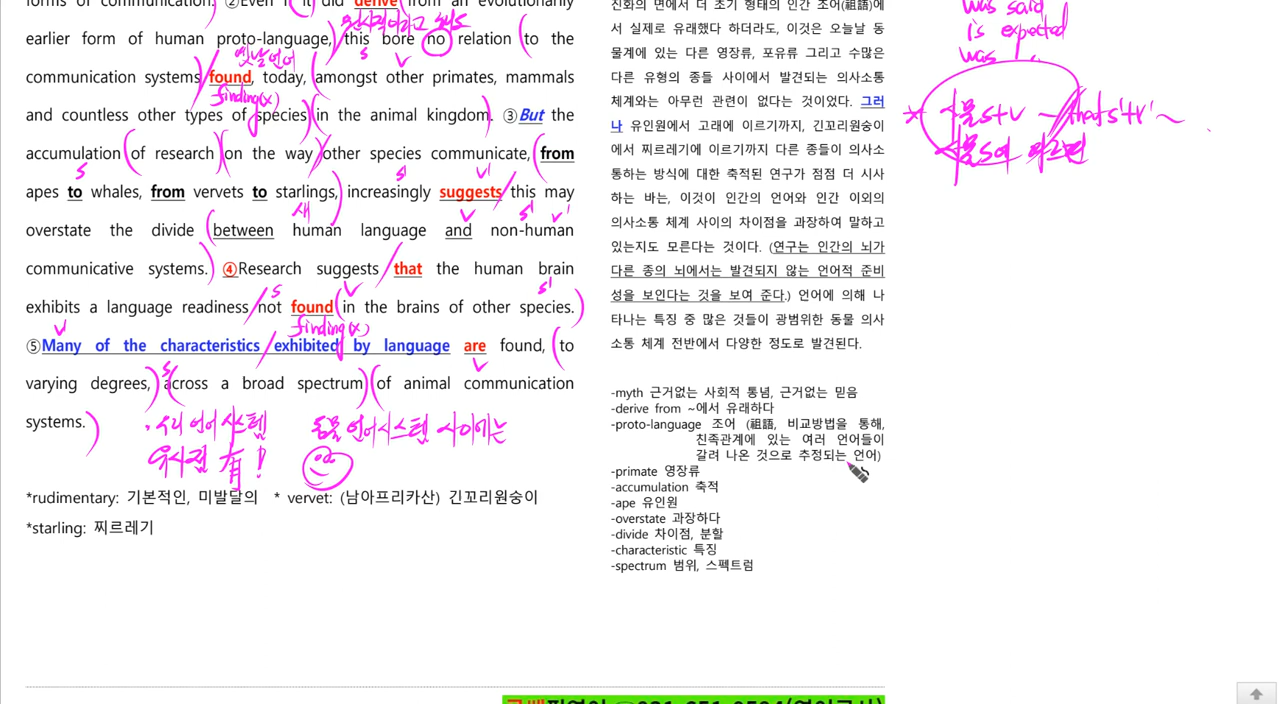 forms of communication. ②Even if it did derive from an evolutionarily
earlier form of human proto-language, this bore no relation to the
communication systems found, today, amongst other primates, mammals
finding(x)
and countless other types of species in the animal kingdom. ③But the
accumulation of research on the way other species communicate, from
apes to whales, from vervets to starlings, increasingly suggests this may
overstate the divide between human language and non-human
communicative systems. ④Research suggests that the human brain
exhibits a language readiness not found in the brains of other species.
finding(x)
⑤Many of the characteristics exhibited by language are found, to
varying degrees, across a broad spectrum of animal communication
systems.
언어시스템
동물 언어시스템 사이에는
有!
*rudimentary: 기본적인, 미발달의 * vervet: (남아프리카산) 긴꼬리원숭이
*starling: 찌르레기
진화의 면에서 더 초기 형태의 인간 조어(祖語)에
서 실제로 유래했다 하더라도, 이것은 오늘날 동
물계에 있는 다른 영장류, 포유류 그리고 수많은
다른 유형의 종들 사이에서 발견되는 의사소통
체계와는 아무런 관련이 없다는 것이었다. 그러
나 유인원에서 고래에 이르기까지, 긴꼬리원숭이
에서 찌르레기에 이르기까지 다른 종들이 의사소
통하는 방식에 대한 축적된 연구가 점점 더 시사
하는 바는, 이것이 인간의 언어와 인간 이외의
의사소통 체계 사이의 차이점을 과장하여 말하고
있는지도 모른다는 것이다. (연구는 인간의 뇌가
다른 종의 뇌에서는 발견되지 않는 언어적 준비
성을 보인다는 것을 보여 준다.) 언어에 의해 나
타나는 특징 중 많은 것들이 광범위한 동물 의사
소통 체계 전반에서 다양한 정도로 발견된다.
-myth 근거없는 사회적 통념, 근거없는 믿음
-derive from ~에서 유래하다
-proto-language 조어 (祖語, 비교방법을 통해,
친족관계에 있는 여러 언어들이
갈려 나온 것으로 추정되는 언어)
-primate 영장류
-accumulation 축적
-ape 유인원
-overstate 과장하다
-divide 차이점, 분할
-characteristic 특징
-spectrum 범위, 스펙트럼
was said
is expected
was
사물S+V ~ that S'+V' ~
사물S에 따르면